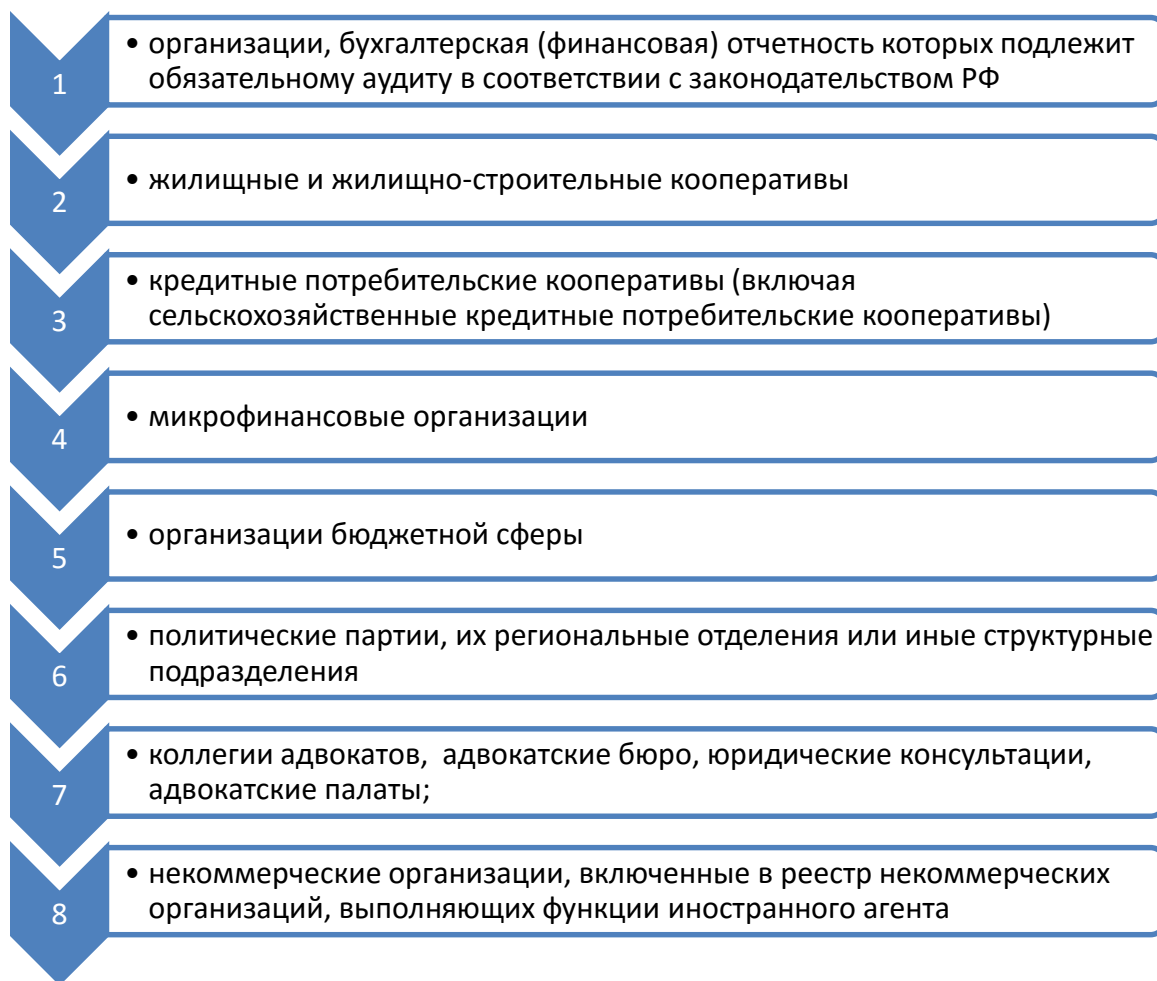 1
• организации, бухгалтерская (финансовая) отчетность которых подлежит
обязательному аудиту в соответствии с законодательством РФ
2
• жилищные и жилищно-строительные кооперативы
3
• кредитные потребительские кооперативы (включая
сельскохозяйственные кредитные потребительские кооперативы)
4
• микрофинансовые организации
5
• организации бюджетной сферы
6
• политические партии, их региональные отделения или иные структурные
подразделения
7
• коллегии адвокатов, адвокатские бюро, юридические консультации,
адвокатские палаты;
8
• некоммерческие организации, включенные в реестр некоммерческих
организаций, выполняющих функции иностранного агента